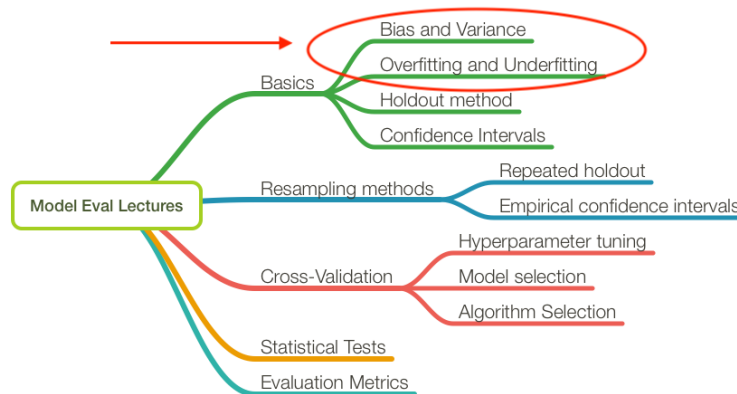 Model Eval Lectures
Basics
Bias and Variance
Overfitting and Underfitting
Holdout method
Confidence Intervals
Resampling methods
Repeated holdout
Empirical confidence intervals
Cross-Validation
Hyperparameter tuning
Model selection
Algorithm Selection
Statistical Tests
Evaluation Metrics